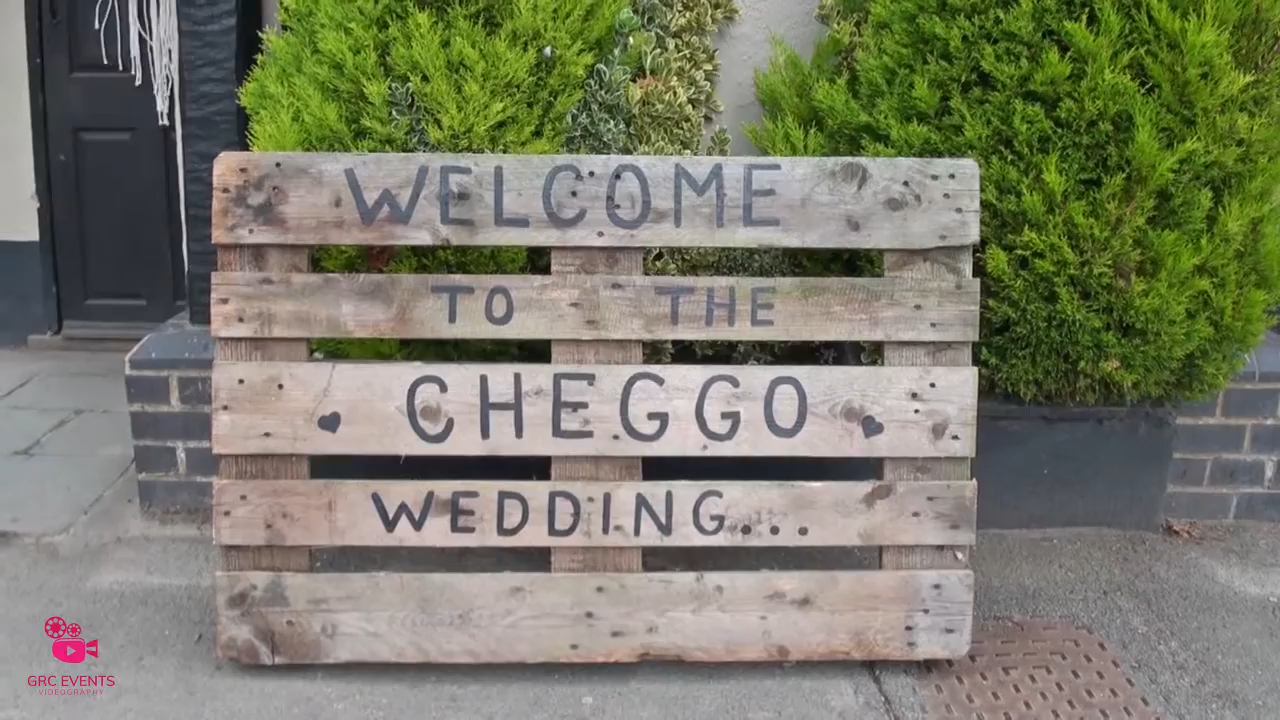 WELCOME
TO THE
CHEGGO
WEDDING...
GRC EVENTS
VIDEOGRAPHY